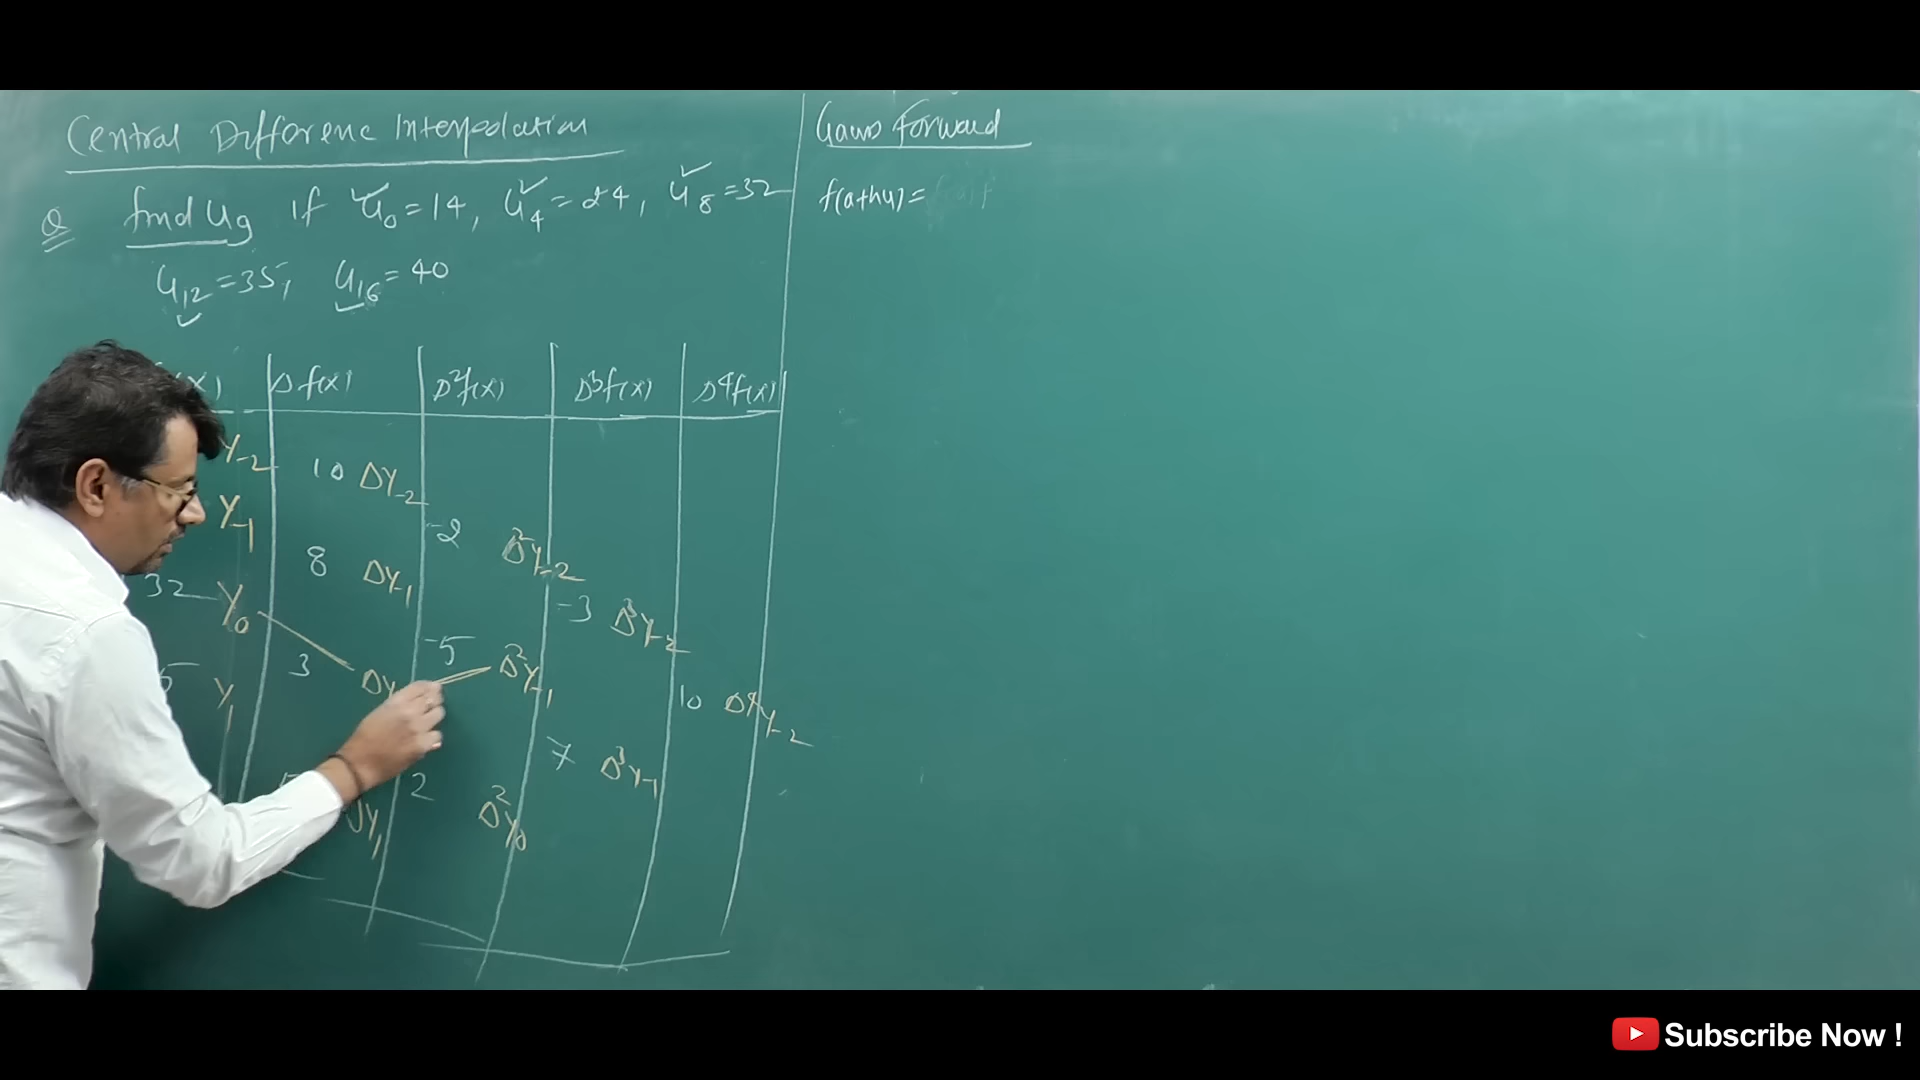 Central Difference Interpolation
Q find U9 if U0 = 14, U4 = 24, U8 = 32
U12 = 35, U16 = 40
Δf(x) Δ²f(x) Δ³f(x) Δ⁴f(x)
Y-2
10 ΔY-2
Y-1
-2 Δ²Y-2
8 ΔY-1
32 Y0
-3 Δ³Y-2
-5 Δ²Y-1
3
Y1
10 Δ⁴Y-2
7 Δ³Y-1
2 Δ²Y0
Gauss Forward
f(a+hu) =
Subscribe Now !